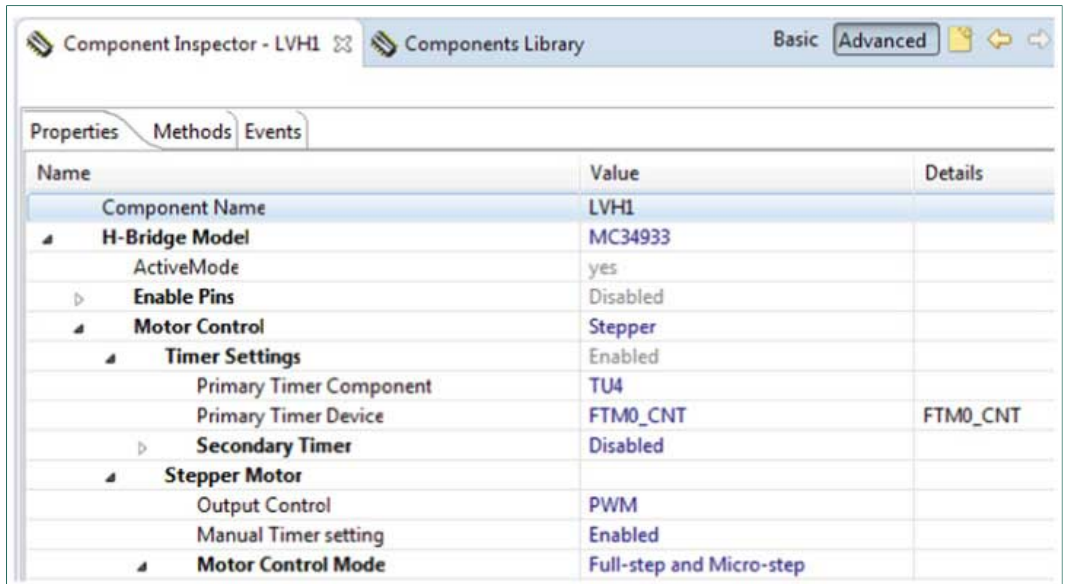 Component Inspector - LVH1 Components Library Basic Advanced
Properties Methods Events
Name Value Details
Component Name LVH1
H-Bridge Model MC34933
ActiveMode yes
Enable Pins Disabled
Motor Control Stepper
Timer Settings Enabled
Primary Timer Component TU4
Primary Timer Device FTM0_CNT FTM0_CNT
Secondary Timer Disabled
Stepper Motor
Output Control PWM
Manual Timer setting Enabled
Motor Control Mode Full-step and Micro-step